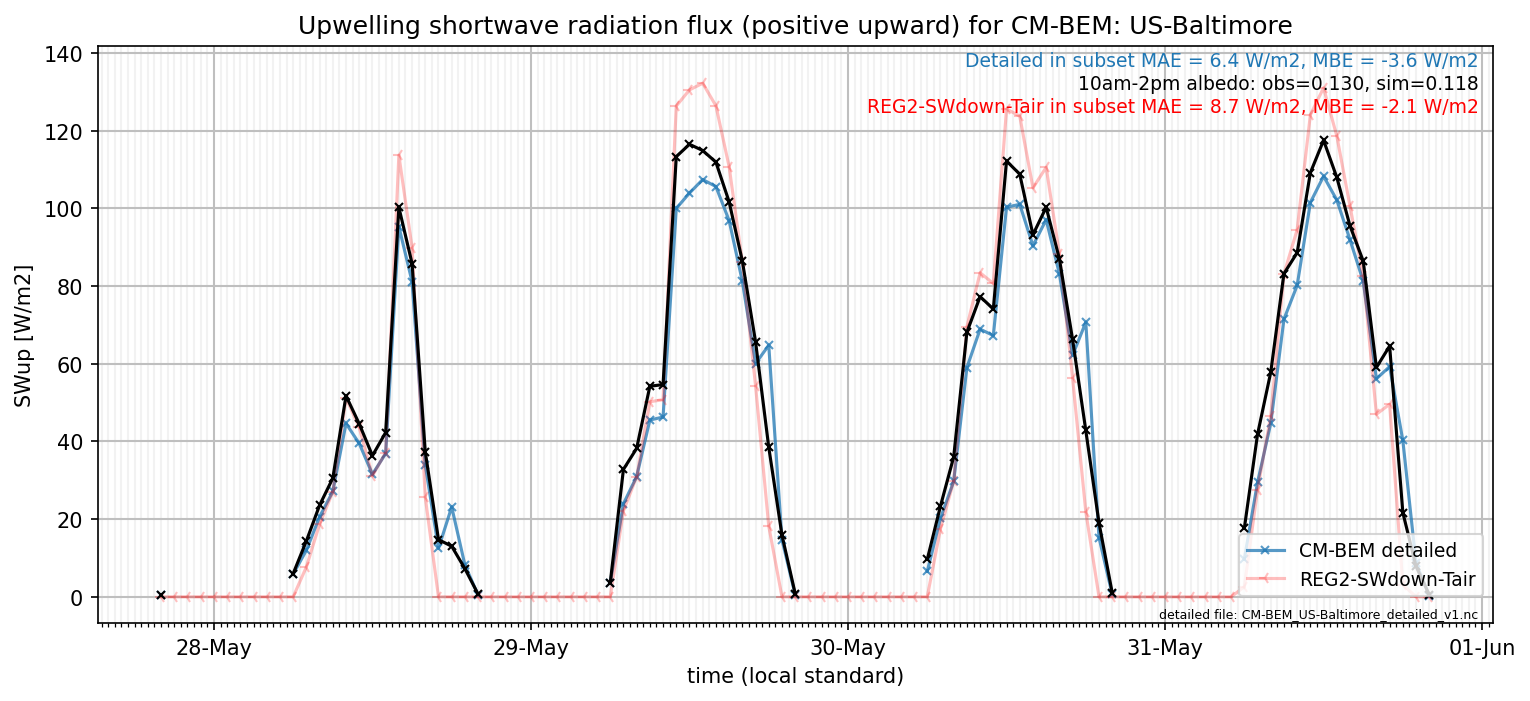 Upwelling shortwave radiation flux (positive upward) for CM-BEM: US-Baltimore
Detailed in subset MAE = 6.4 W/m2, MBE = -3.6 W/m2
10am-2pm albedo: obs=0.130, sim=0.118
REG2-SWdown-Tair in subset MAE = 8.7 W/m2, MBE = -2.1 W/m2
SWup [W/m2]
140
120
100
80
60
40
20
0
CM-BEM detailed
REG2-SWdown-Tair
detailed file: CM-BEM_US-Baltimore_detailed_v1.nc
28-May
29-May
30-May
31-May
01-Jun
time (local standard)